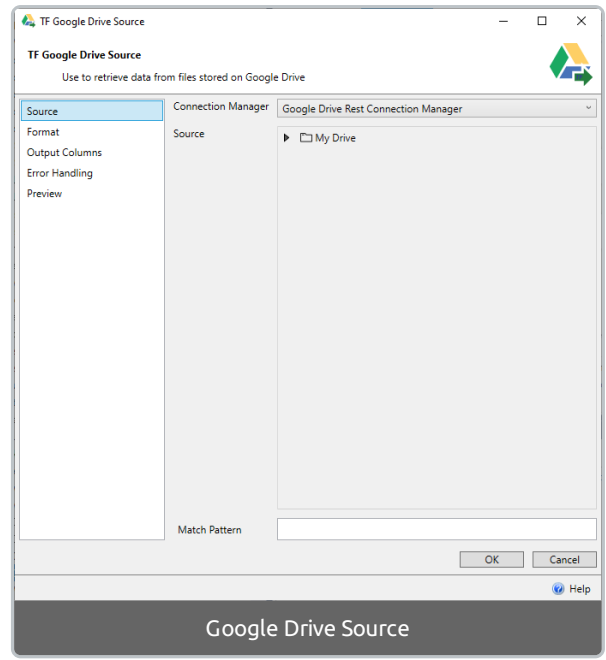 TF Google Drive Source
TF Google Drive Source
Use to retrieve data from files stored on Google Drive
Source
Format
Output Columns
Error Handling
Preview
Connection Manager
Google Drive Rest Connection Manager
Source
My Drive
Match Pattern
OK
Cancel
Help
Google Drive Source